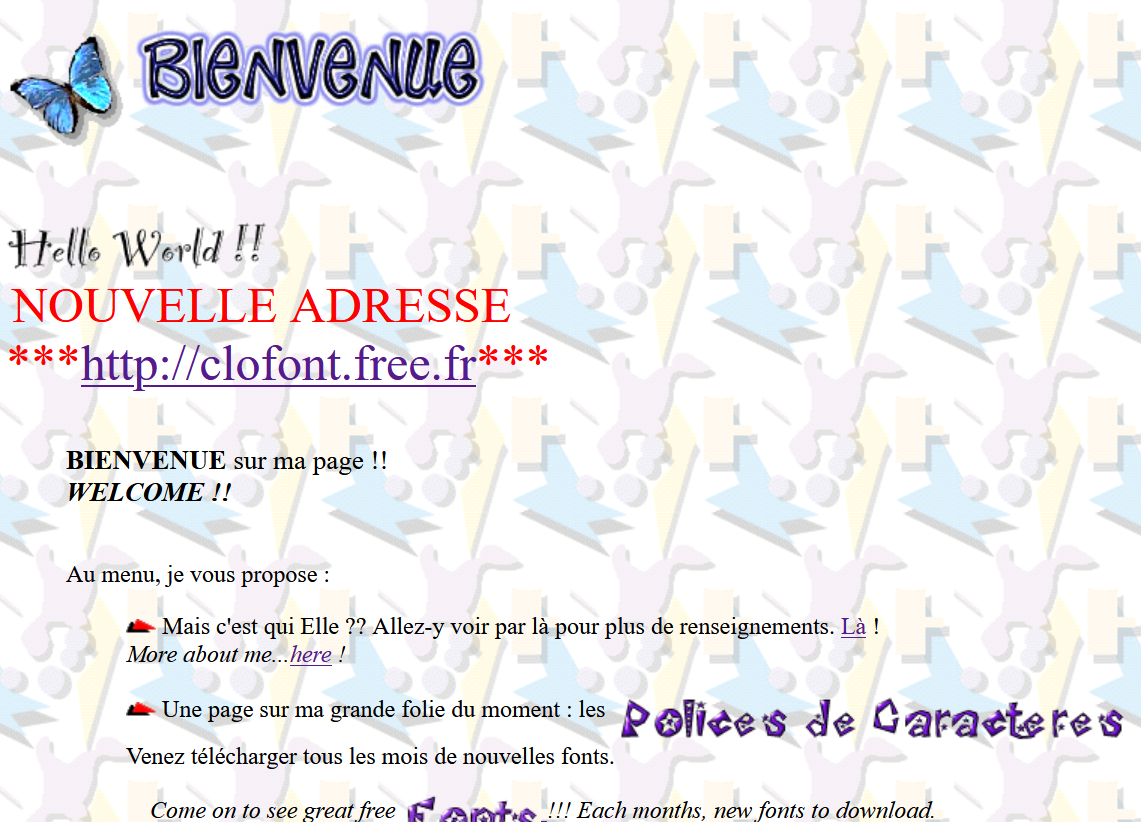 BIENVENUE
Hello World !!
NOUVELLE ADRESSE
***http://clofont.free.fr***
BIENVENUE sur ma page !!
WELCOME !!
Au menu, je vous propose :
Mais c'est qui Elle ?? Allez-y voir par là pour plus de renseignements. Là !
More about me...here !
Une page sur ma grande folie du moment : les Polices de Caracteres
Venez télécharger tous les mois de nouvelles fonts.
Come on to see great free Fonts !!! Each months, new fonts to download.